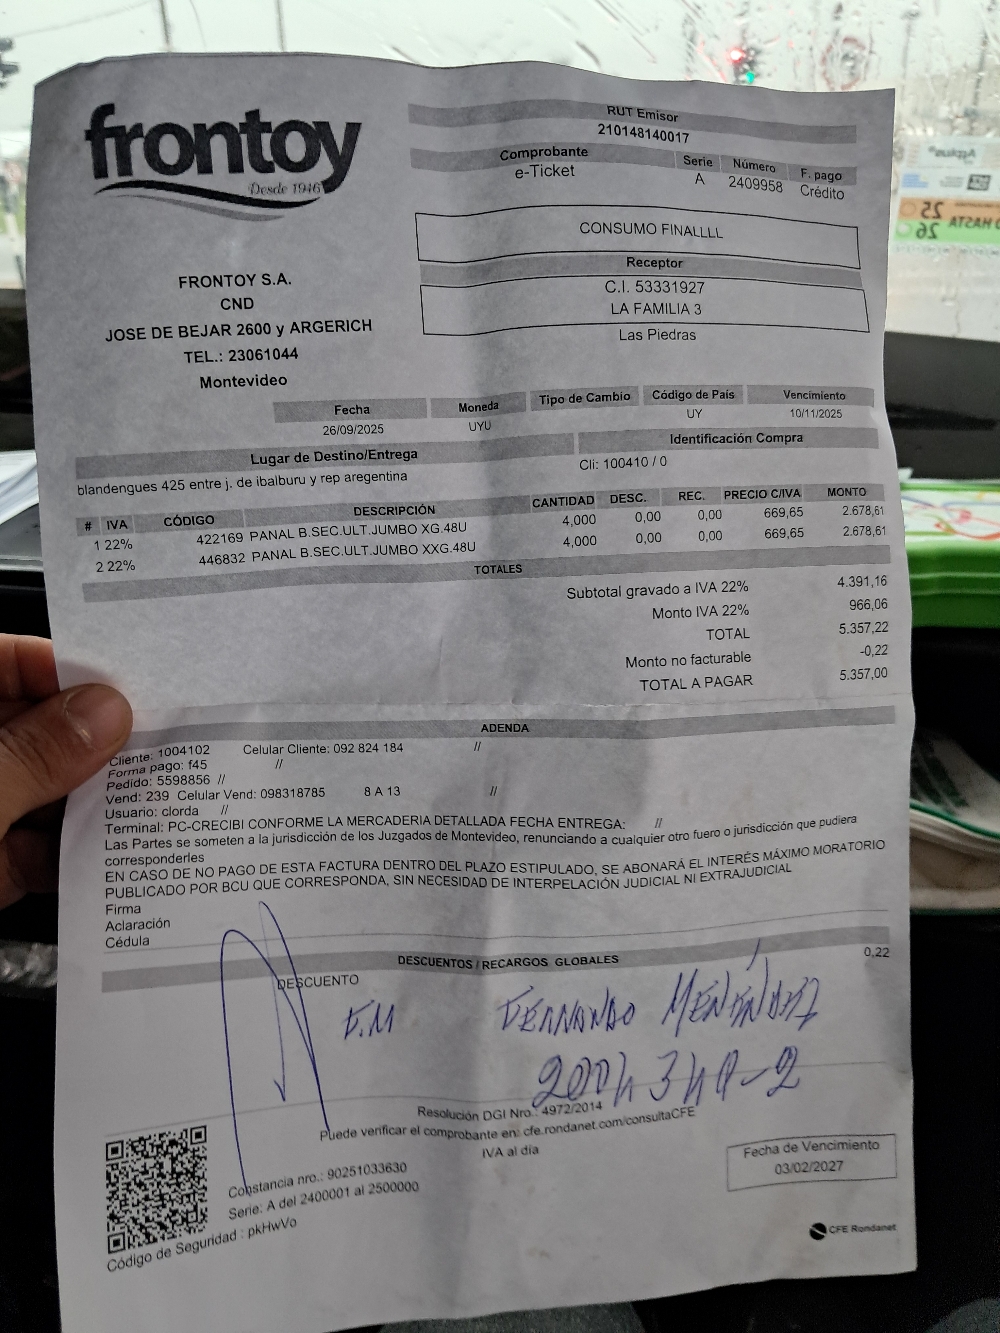 frontoy
Desde 1946
RUT Emisor
210148140017
Comprobante Serie Número F. pago
e-Ticket A 2409958 Crédito
CONSUMO FINALLLL
Receptor
C.I. 53331927
LA FAMILIA 3
Las Piedras
FRONTOY S.A.
CND
JOSE DE BEJAR 2600 y ARGERICH
TEL.: 23061044
Montevideo
Fecha Moneda Tipo de Cambio Código de País Vencimiento
26/09/2025 UYU UY 10/11/2025
Lugar de Destino/Entrega Identificación Compra
blandengues 425 entre j. de ibalburu y rep aregentina Cli: 100410 / 0
# IVA CÓDIGO DESCRIPCIÓN CANTIDAD DESC. REC. PRECIO C/IVA MONTO
1 22% 422169 PANAL B.SEC.ULT.JUMBO XG.48U 4,000 0,00 0,00 669,65 2.678,61
2 22% 446832 PANAL B.SEC.ULT.JUMBO XXG.48U 4,000 0,00 0,00 669,65 2.678,61
TOTALES
Subtotal gravado a IVA 22% 4.391,16
Monto IVA 22% 966,06
TOTAL 5.357,22
Monto no facturable -0,22
TOTAL A PAGAR 5.357,00
ADENDA
Cliente: 1004102 Celular Cliente: 092 824 184 //
Forma pago: f45 //
Pedido: 5598856 //
Vend: 239 Celular Vend: 098318785 8 A 13 //
Usuario: clorda //
Terminal: PC-CRECIBI CONFORME LA MERCADERIA DETALLADA FECHA ENTREGA: //
Las Partes se someten a la jurisdicción de los Juzgados de Montevideo, renunciando a cualquier otro fuero o jurisdicción que pudiera
corresponderles
EN CASO DE NO PAGO DE ESTA FACTURA DENTRO DEL PLAZO ESTIPULADO, SE ABONARÁ EL INTERÉS MÁXIMO MORATORIO
PUBLICADO POR BCU QUE CORRESPONDA, SIN NECESIDAD DE INTERPELACIÓN JUDICIAL NI EXTRAJUDICIAL
Firma
Aclaración
Cédula
DESCUENTOS / RECARGOS GLOBALES
DESCUENTO 0,22
F.M FERNANDO MENÉNDEZ
Resolución DGI Nro.: 4972/2014
Puede verificar el comprobante en: cfe.rondanet.com/consultaCFE
IVA al día
Constancia nro.: 90251033630
Serie: A del 2400001 al 2500000
Código de Seguridad : pkHwVo
Fecha de Vencimiento
03/02/2027
CFE Rondanet